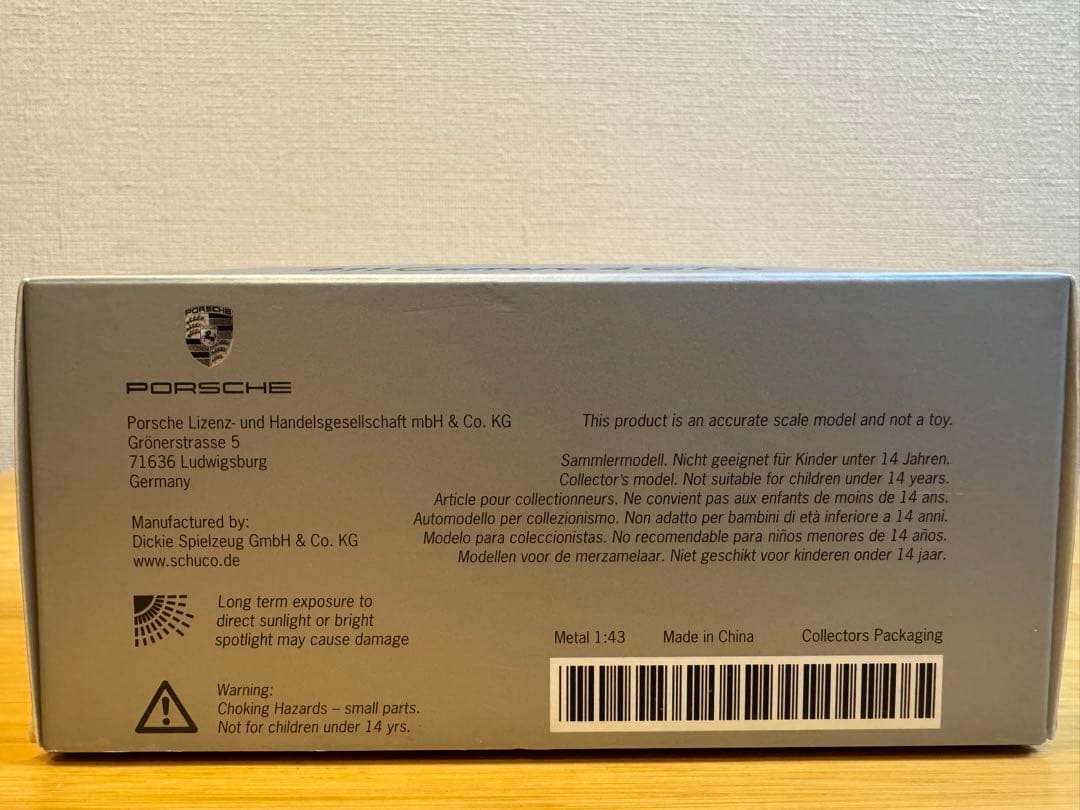 911 Carrera 4 GTS
PORSCHE
PORSCHE
Porsche Lizenz- und Handelsgesellschaft mbH & Co. KG
Grönerstrasse 5
71636 Ludwigsburg
Germany
Manufactured by:
Dickie Spielzeug GmbH & Co. KG
www.schuco.de
Long term exposure to
direct sunlight or bright
spotlight may cause damage
Warning:
Choking Hazards – small parts.
Not for children under 14 yrs.
This product is an accurate scale model and not a toy.
Sammlermodell. Nicht geeignet für Kinder unter 14 Jahren.
Collector's model. Not suitable for children under 14 years.
Article pour collectionneurs. Ne convient pas aux enfants de moins de 14 ans.
Automodello per collezionismo. Non adatto per bambini di età inferiore a 14 anni.
Modelo para coleccionistas. No recomendable para niños menores de 14 años.
Modellen voor de merzamelaar. Niet geschikt voor kinderen onder 14 jaar.
Metal 1:43 Made in China Collectors Packaging